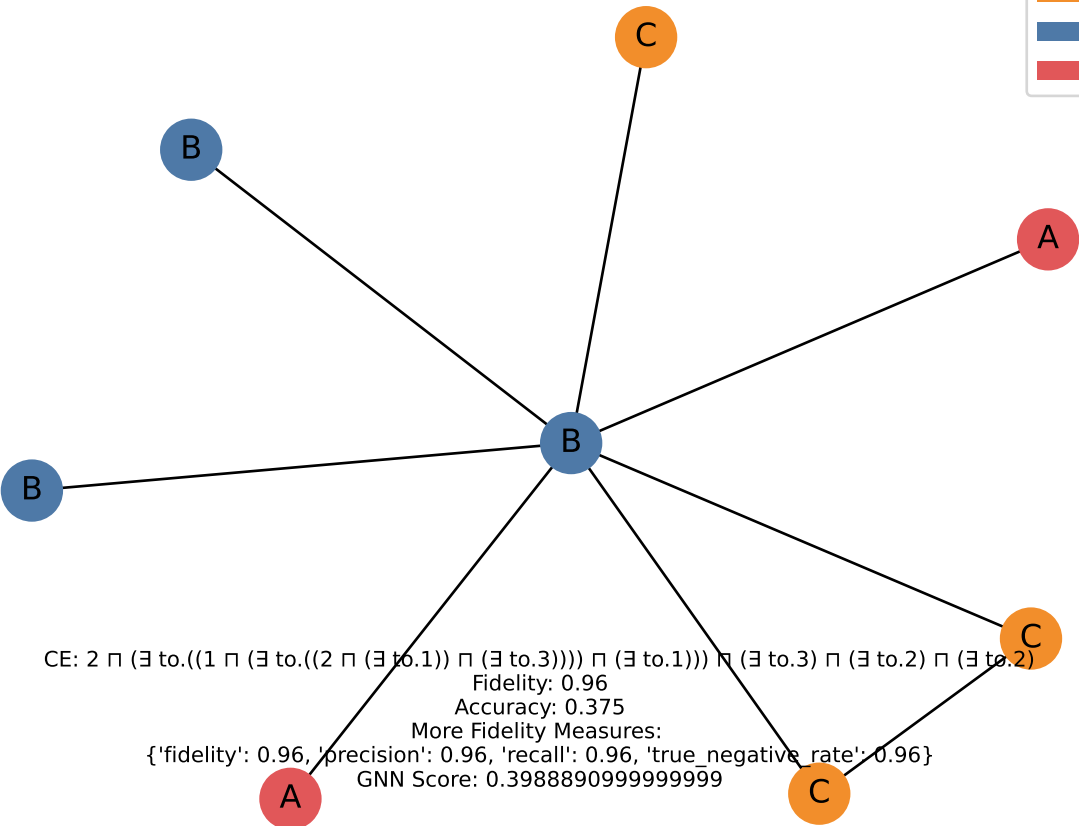 C
B
A
B
B
C
CE: 2 ⊓ (∃ to.((1 ⊓ (∃ to.((2 ⊓ (∃ to.1)) ⊓ (∃ to.3)))) ⊓ (∃ to.1))) ⊓ (∃ to.3) ⊓ (∃ to.2) ⊓ (∃ to.2)
Fidelity: 0.96
Accuracy: 0.375
More Fidelity Measures:
{'fidelity': 0.96, 'precision': 0.96, 'recall': 0.96, 'true_negative_rate': 0.96}
GNN Score: 0.3988890999999999
A
C